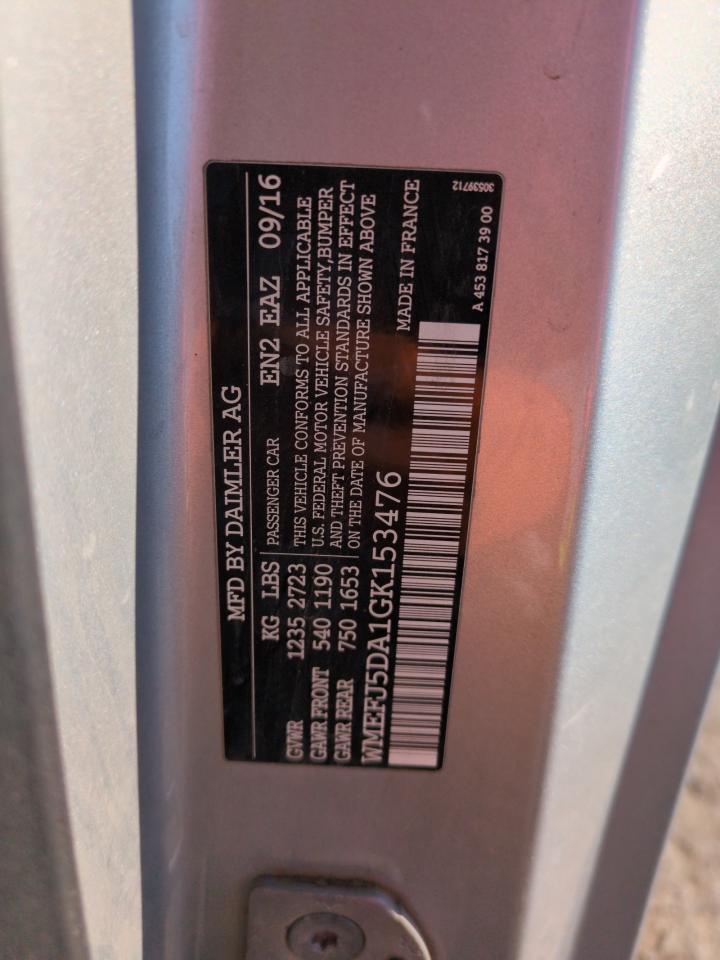 MFD BY DAIMLER AG
KG LBS PASSENGER CAR EN2 EAZ 09/16
GVWR 1235 2723 THIS VEHICLE CONFORMS TO ALL APPLICABLE
GAWR FRONT 540 1190 U.S. FEDERAL MOTOR VEHICLE SAFETY,BUMPER
GAWR REAR 750 1653 AND THEFT PREVENTION STANDARDS IN EFFECT
ON THE DATE OF MANUFACTURE SHOWN ABOVE
WMEFJ5DA1GK153476 MADE IN FRANCE
30539712
A 453 817 39 00